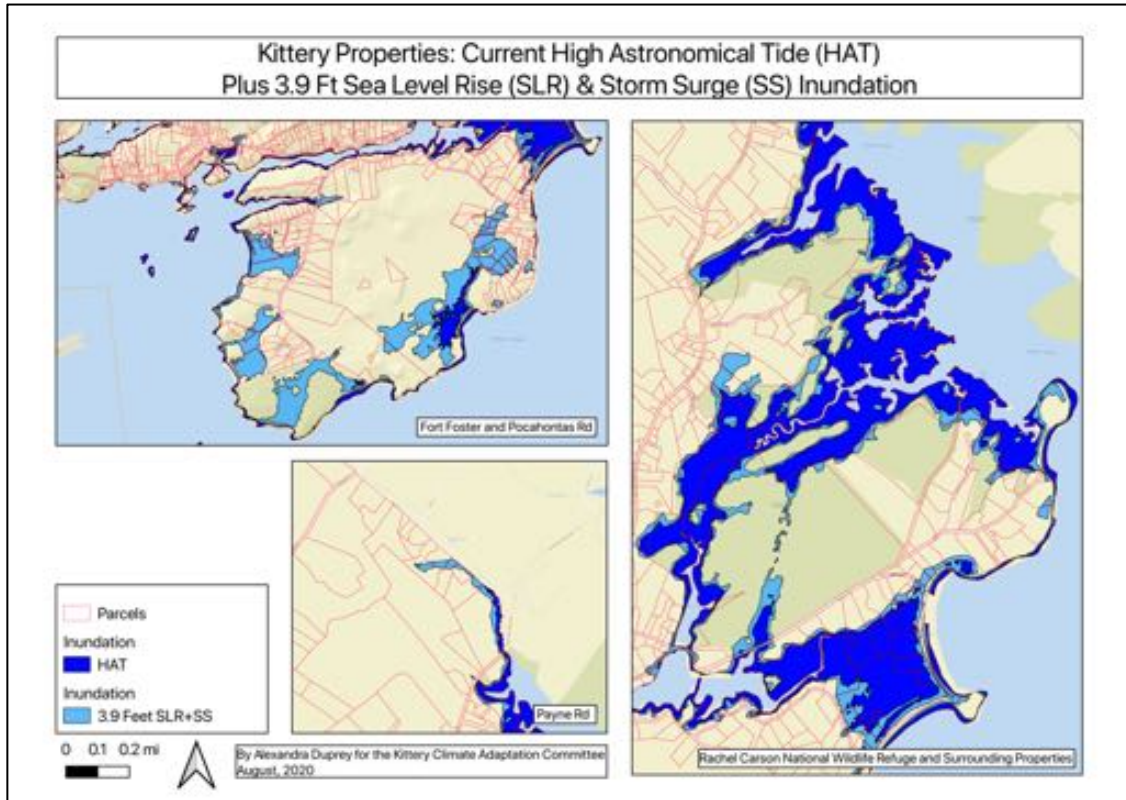 Kittery Properties: Current High Astronomical Tide (HAT)
Plus 3.9 Ft Sea Level Rise (SLR) & Storm Surge (SS) Inundation
Fort Foster and Pocahontas Rd
Payne Rd
Rachel Carson National Wildlife Refuge and Surrounding Properties
Parcels
Inundation
HAT
Inundation
3.9 Feet SLR+SS
0 0.1 0.2 mi
By Alexandra Duprey for the Kittery Climate Adaptation Committee
August, 2020